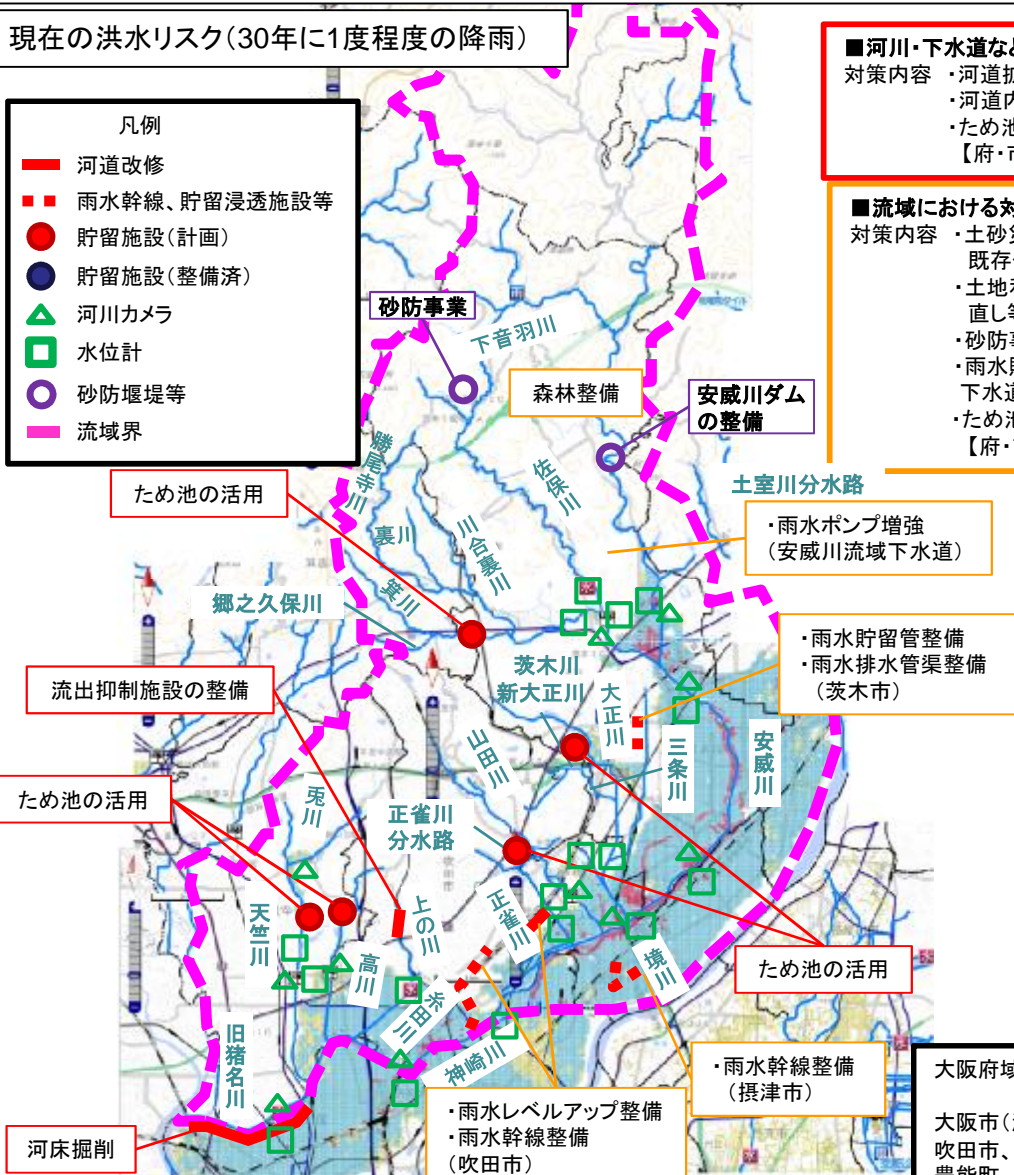 現在の洪水リスク(30年に1度程度の降雨)
凡例
河道改修
雨水幹線、貯留浸透施設等
貯留施設(計画)
貯留施設(整備済)
河川カメラ
水位計
砂防堰堤等
流域界
■河川・下水道な
対策内容 ・河道拡
・河道内
・ため池
【府・市
■流域における対
対策内容 ・土砂災
既存
・土地利
直し等
・砂防事
・雨水貯
下水道
・ため池
【府・
砂防事業
下音羽川
森林整備
安威川ダム
の整備
勝尾寺川
裏川
川合裏川
佐保川
土室川分水路
ため池の活用
・雨水ポンプ増強
(安威川流域下水道)
箕川
郷之久保川
・雨水貯留管整備
・雨水排水管渠整備
(茨木市)
流出抑制施設の整備
茨木川
新大正川
大正川
山田川
三条川
安威川
ため池の活用
兎川
正雀川
分水路
天竺川
高川
上の川
正雀川
境川
ため池の活用
糸田川
神崎川
旧猪名川
河床掘削
・雨水レベルアップ整備
・雨水幹線整備
(吹田市)
・雨水幹線整備
(摂津市)
大阪府域
大阪市(
吹田市、
豊能町